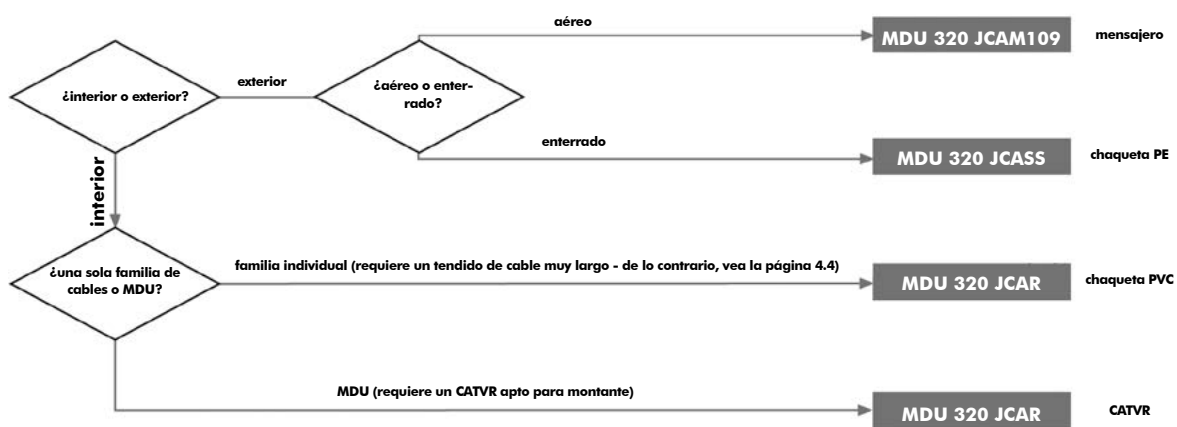 aéreo
MDU 320 JCAM109
mensajero
¿interior o exterior?
exterior
¿aéreo o ente-
rrado?
enterrado
MDU 320 JCASS
chaqueta PE
interior
¿una sola familia de
cables o MDU?
familia individual (requiere un tendido de cable muy largo - de lo contrario, vea la página 4.4)
MDU 320 JCAR
chaqueta PVC
MDU (requiere un CATVR apto para montante)
MDU 320 JCAR
CATVR